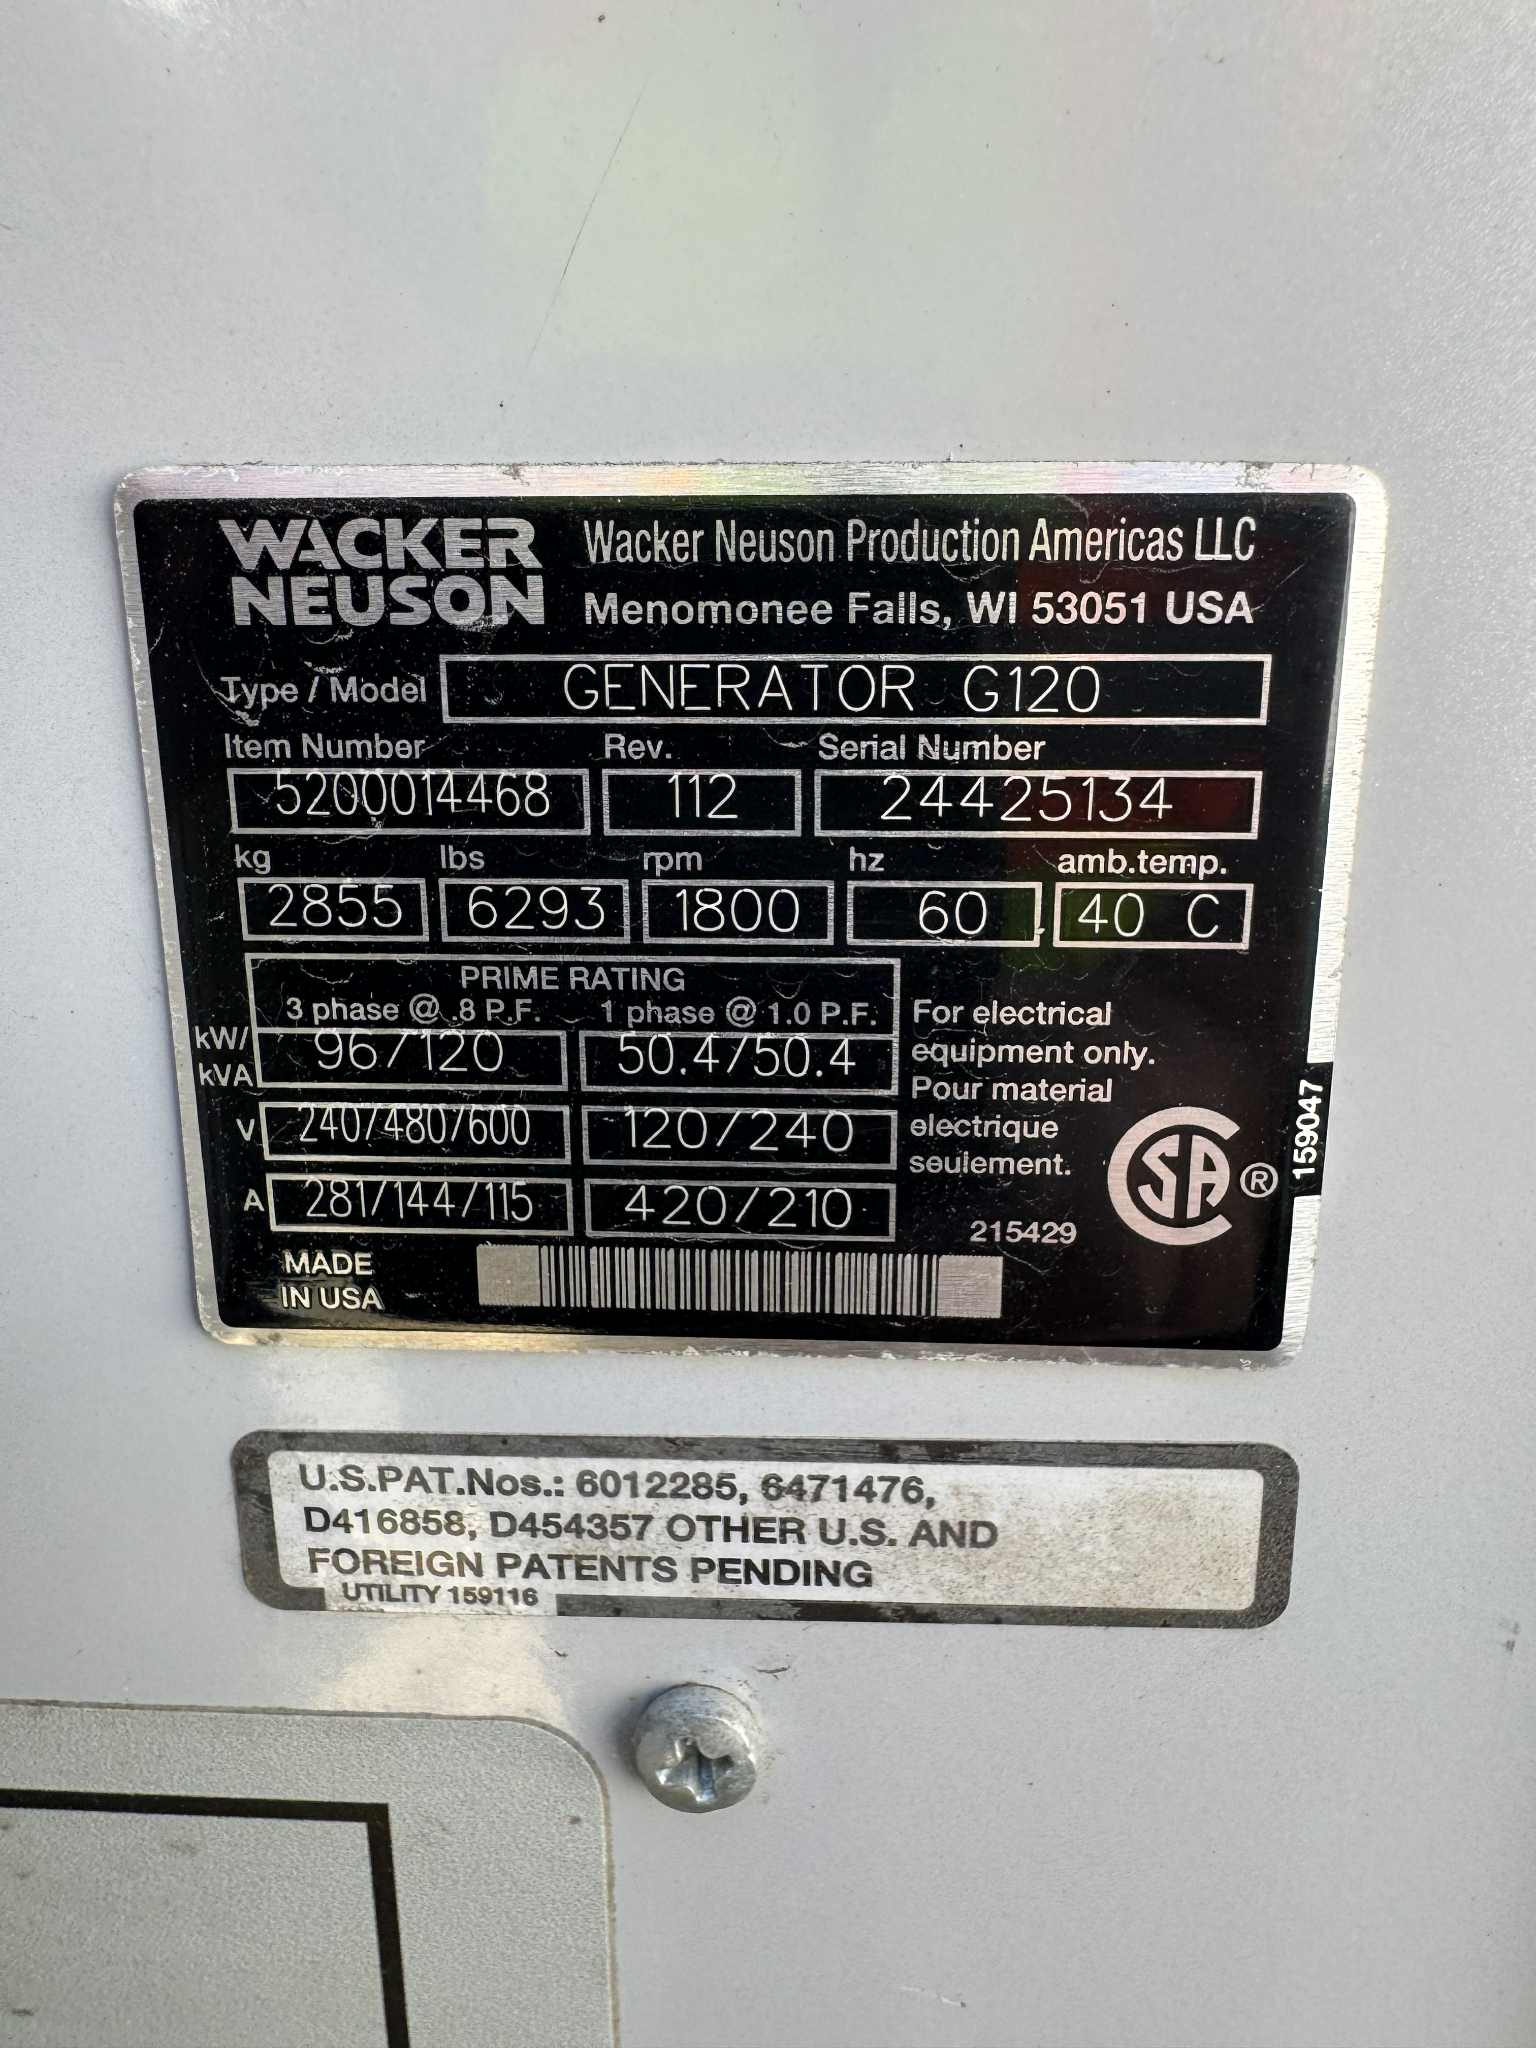 WACKER NEUSON
Wacker Neuson Production Americas LLC
Menomonee Falls, WI 53051 USA
Type / Model GENERATOR G120
Item Number Rev. Serial Number
5200014468 112 24425134
kg lbs rpm hz amb.temp.
2855 6293 1800 60 40 C
PRIME RATING
3 phase @ .8 P.F. 1 phase @ 1.0 P.F.
kW/kVA 96/120 50.4/50.4
V 240/480/600 120/240
A 281/144/115 420/210
For electrical
equipment only.
Pour material
electrique
seulement.
215429
CSA ®
159047
MADE
IN USA
U.S.PAT.Nos.: 6012285, 6471476,
D416858, D454357 OTHER U.S. AND
FOREIGN PATENTS PENDING
UTILITY 159116